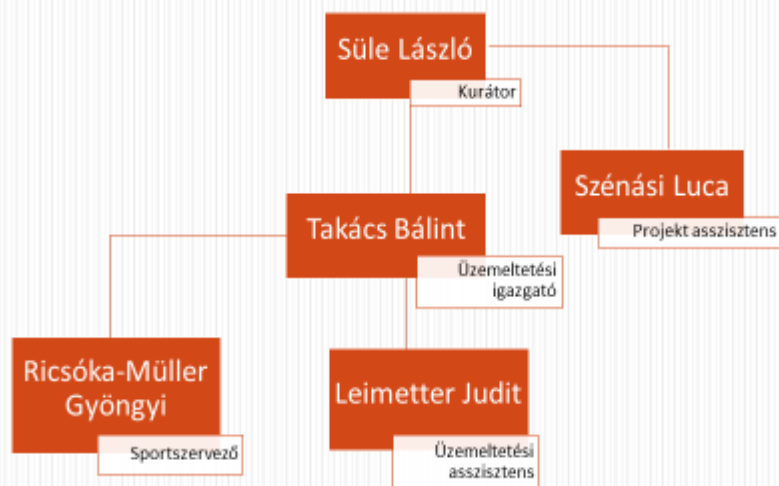 Süle László
Kurátor
Szénási Luca
Projekt asszisztens
Takács Bálint
Üzemeltetési
igazgató
Ricsóka-Müller
Gyöngyi
Sportszervező
Leimetter Judit
Üzemeltetési
asszisztens